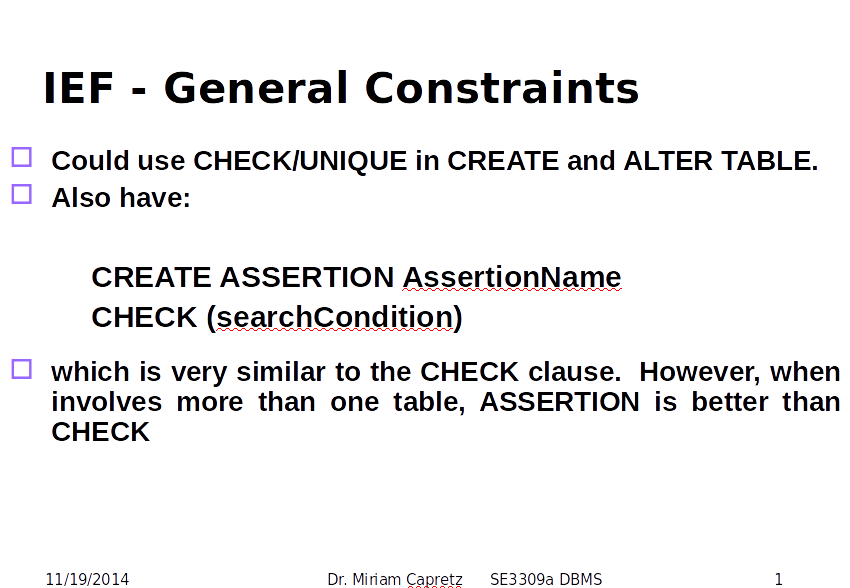 IEF - General Constraints
Could use CHECK/UNIQUE in CREATE and ALTER TABLE.
Also have:
CREATE ASSERTION AssertionName
CHECK (searchCondition)
which is very similar to the CHECK clause.  However, when
involves more than one table, ASSERTION is better than
CHECK
11/19/2014 Dr. Miriam Capretz SE3309a DBMS 1